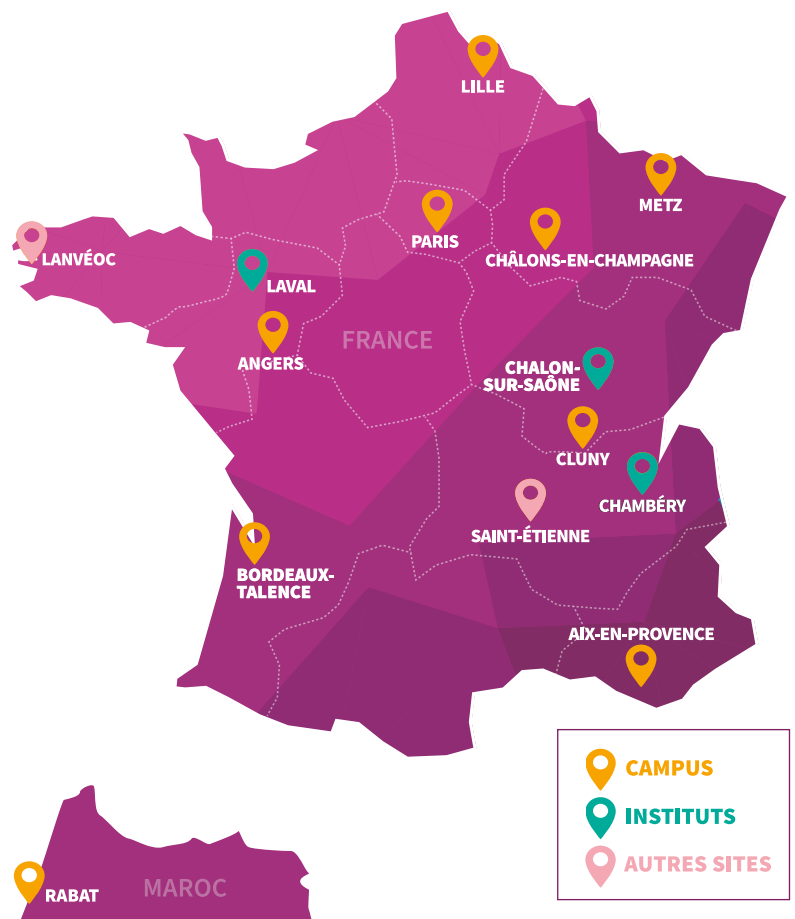 LILLE
METZ
PARIS
CHÂLONS-EN-CHAMPAGNE
LANVÉOC
LAVAL
FRANCE
ANGERS
CHALON-
SUR-SAÔNE
CLUNY
CHAMBÉRY
SAINT-ÉTIENNE
BORDEAUX-
TALENCE
AIX-EN-PROVENCE
CAMPUS
INSTITUTS
AUTRES SITES
MAROC
RABAT